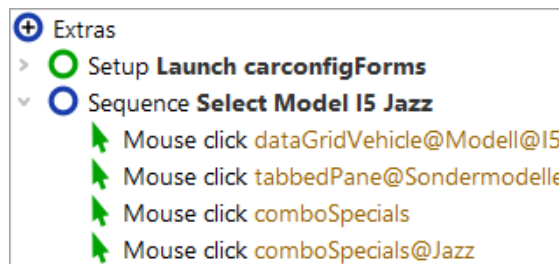 Extras
Setup Launch carconfigForms
Sequence Select Model I5 Jazz
Mouse click dataGridVehicle@Modell@I5
Mouse click tabbedPane@Sondermodelle
Mouse click comboSpecials
Mouse click comboSpecials@Jazz